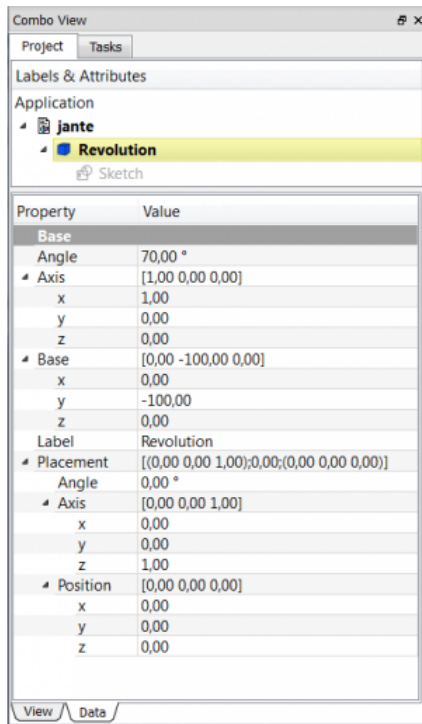 Combo View
Project Tasks
Labels & Attributes
Application
jante
Revolution
Sketch
Property Value
Base
Angle 70,00 °
Axis [1,00 0,00 0,00]
x 1,00
y 0,00
z 0,00
Base [0,00 -100,00 0,00]
x 0,00
y -100,00
z 0,00
Label Revolution
Placement [(0,00 0,00 1,00);0,00;(0,00 0,00 0,00)]
Angle 0,00 °
Axis [0,00 0,00 1,00]
x 0,00
y 0,00
z 1,00
Position [0,00 0,00 0,00]
x 0,00
y 0,00
z 0,00
View Data